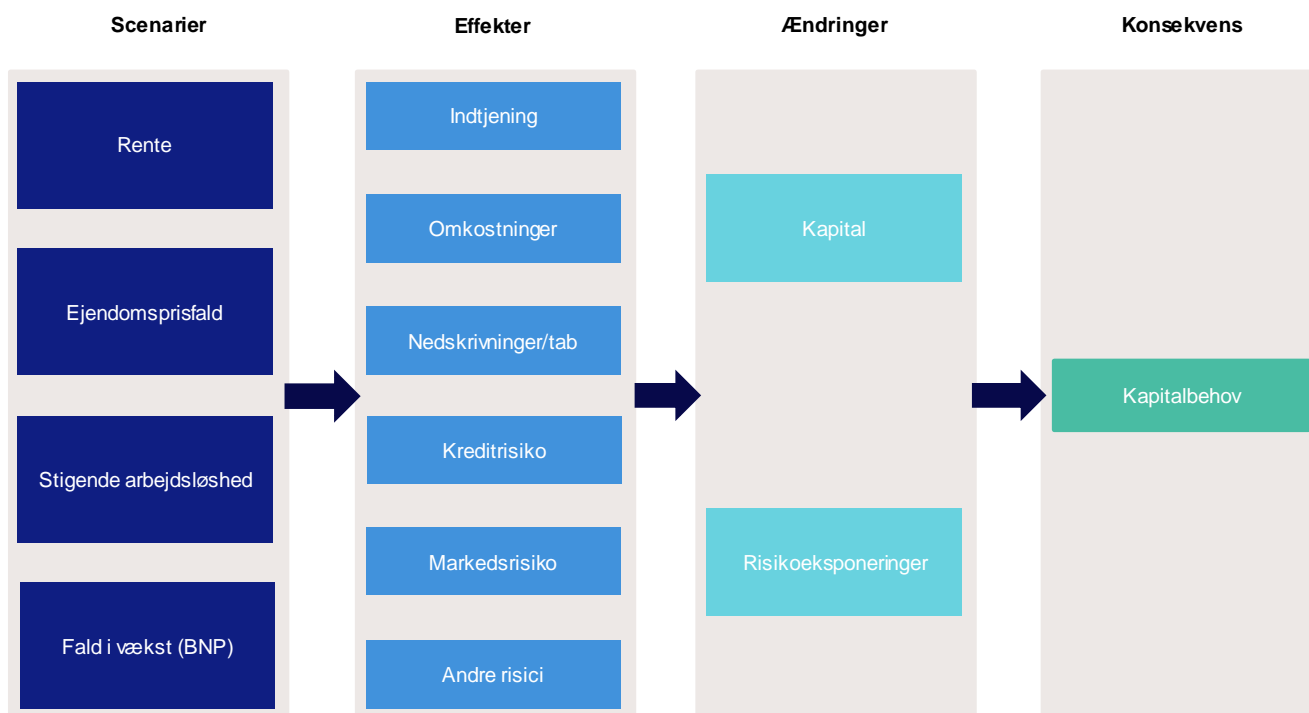 Scenarier
Effekter
Ændringer
Konsekvens
Rente
Ejendomsprisfald
Stigende arbejdsløshed
Fald i vækst (BNP)
Indtjening
Omkostninger
Nedskrivninger/tab
Kreditrisiko
Markedsrisiko
Andre risici
Kapital
Risikoeksponeringer
Kapitalbehov